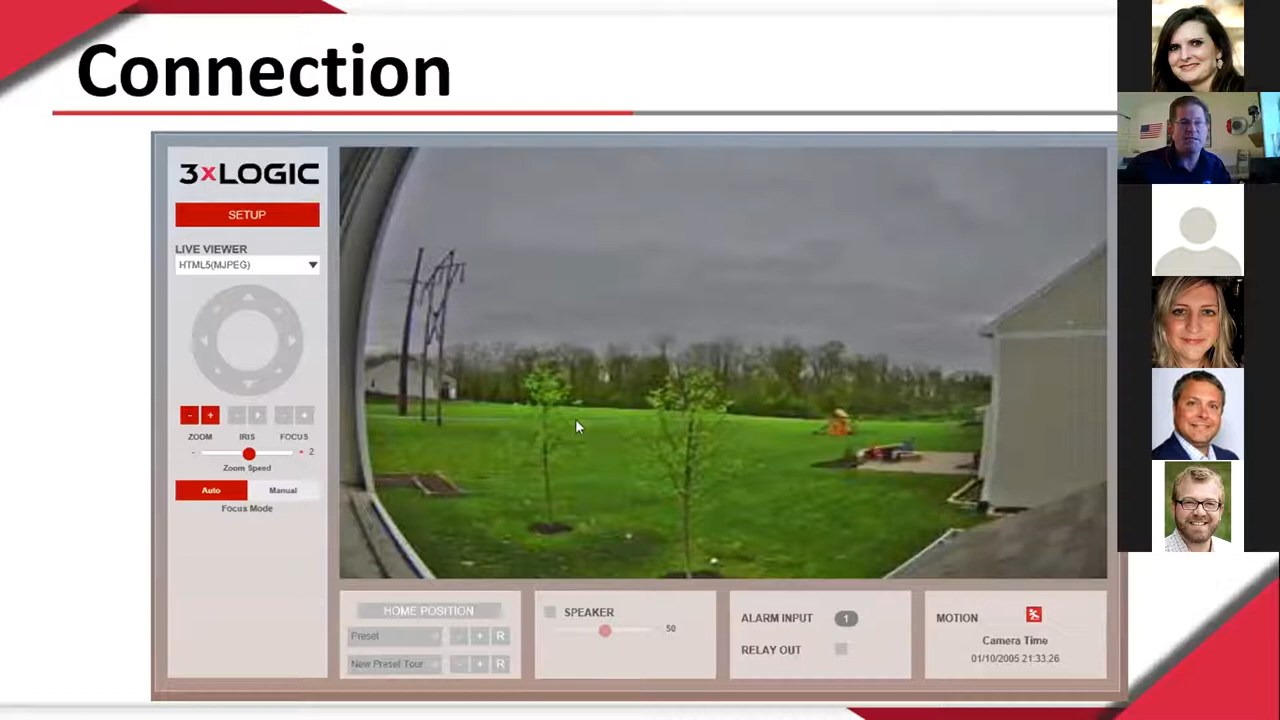 Connection
3xLOGIC
SETUP
LIVE VIEWER
HTML5(MJPEG)
- + - +
ZOOM IRIS FOCUS
- + 2
Zoom Speed
Auto Manual
Focus Mode
HOME POSITION
Preset - + R
New Preset Tour - + R
SPEAKER
50
ALARM INPUT 1
RELAY OUT
MOTION
Camera Time
01/10/2005 21:33:26